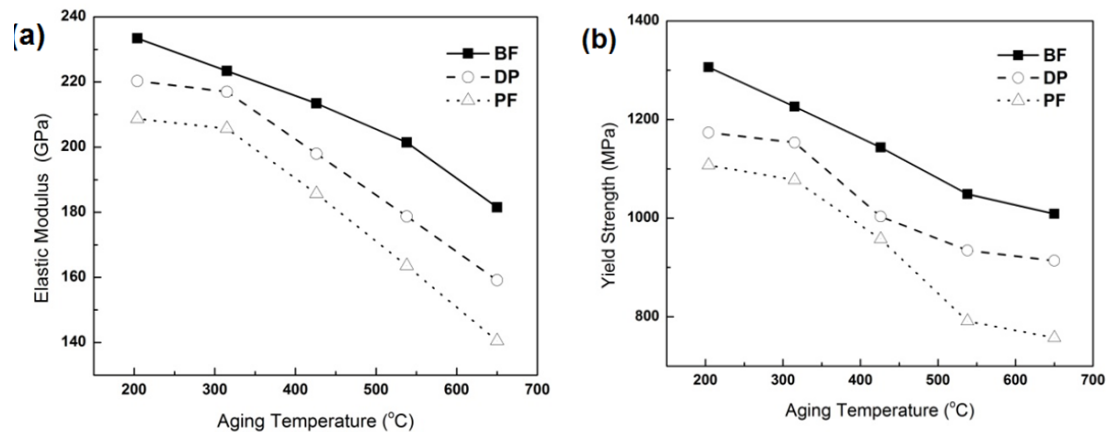 (a)
240
220
200
180
160
140
Elastic Modulus (GPa)
BF
DP
PF
200 300 400 500 600 700
Aging Temperature (°C)
(b)
1400
1200
1000
800
Yield Strength (MPa)
BF
DP
PF
200 300 400 500 600 700
Aging Temperature (°C)